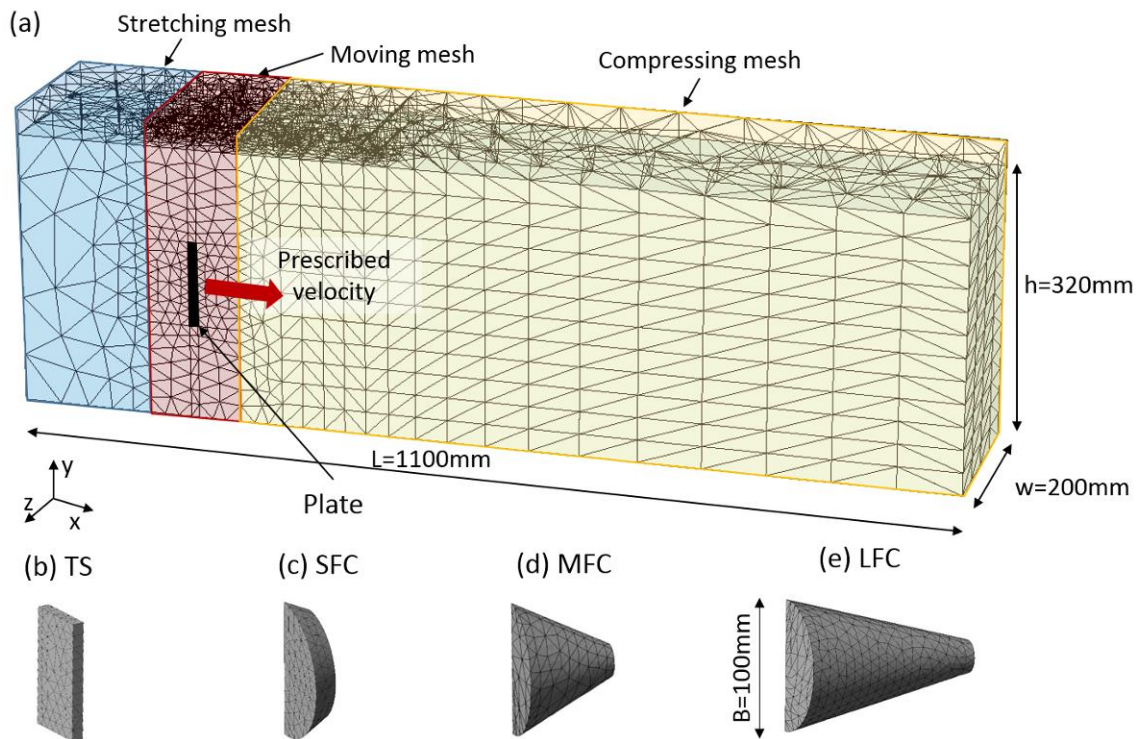 (a)
Stretching mesh
Moving mesh
Compressing mesh
Prescribed
velocity
h=320mm
L=1100mm
w=200mm
Plate
y
z
x
(b) TS
(c) SFC
(d) MFC
(e) LFC
B=100mm